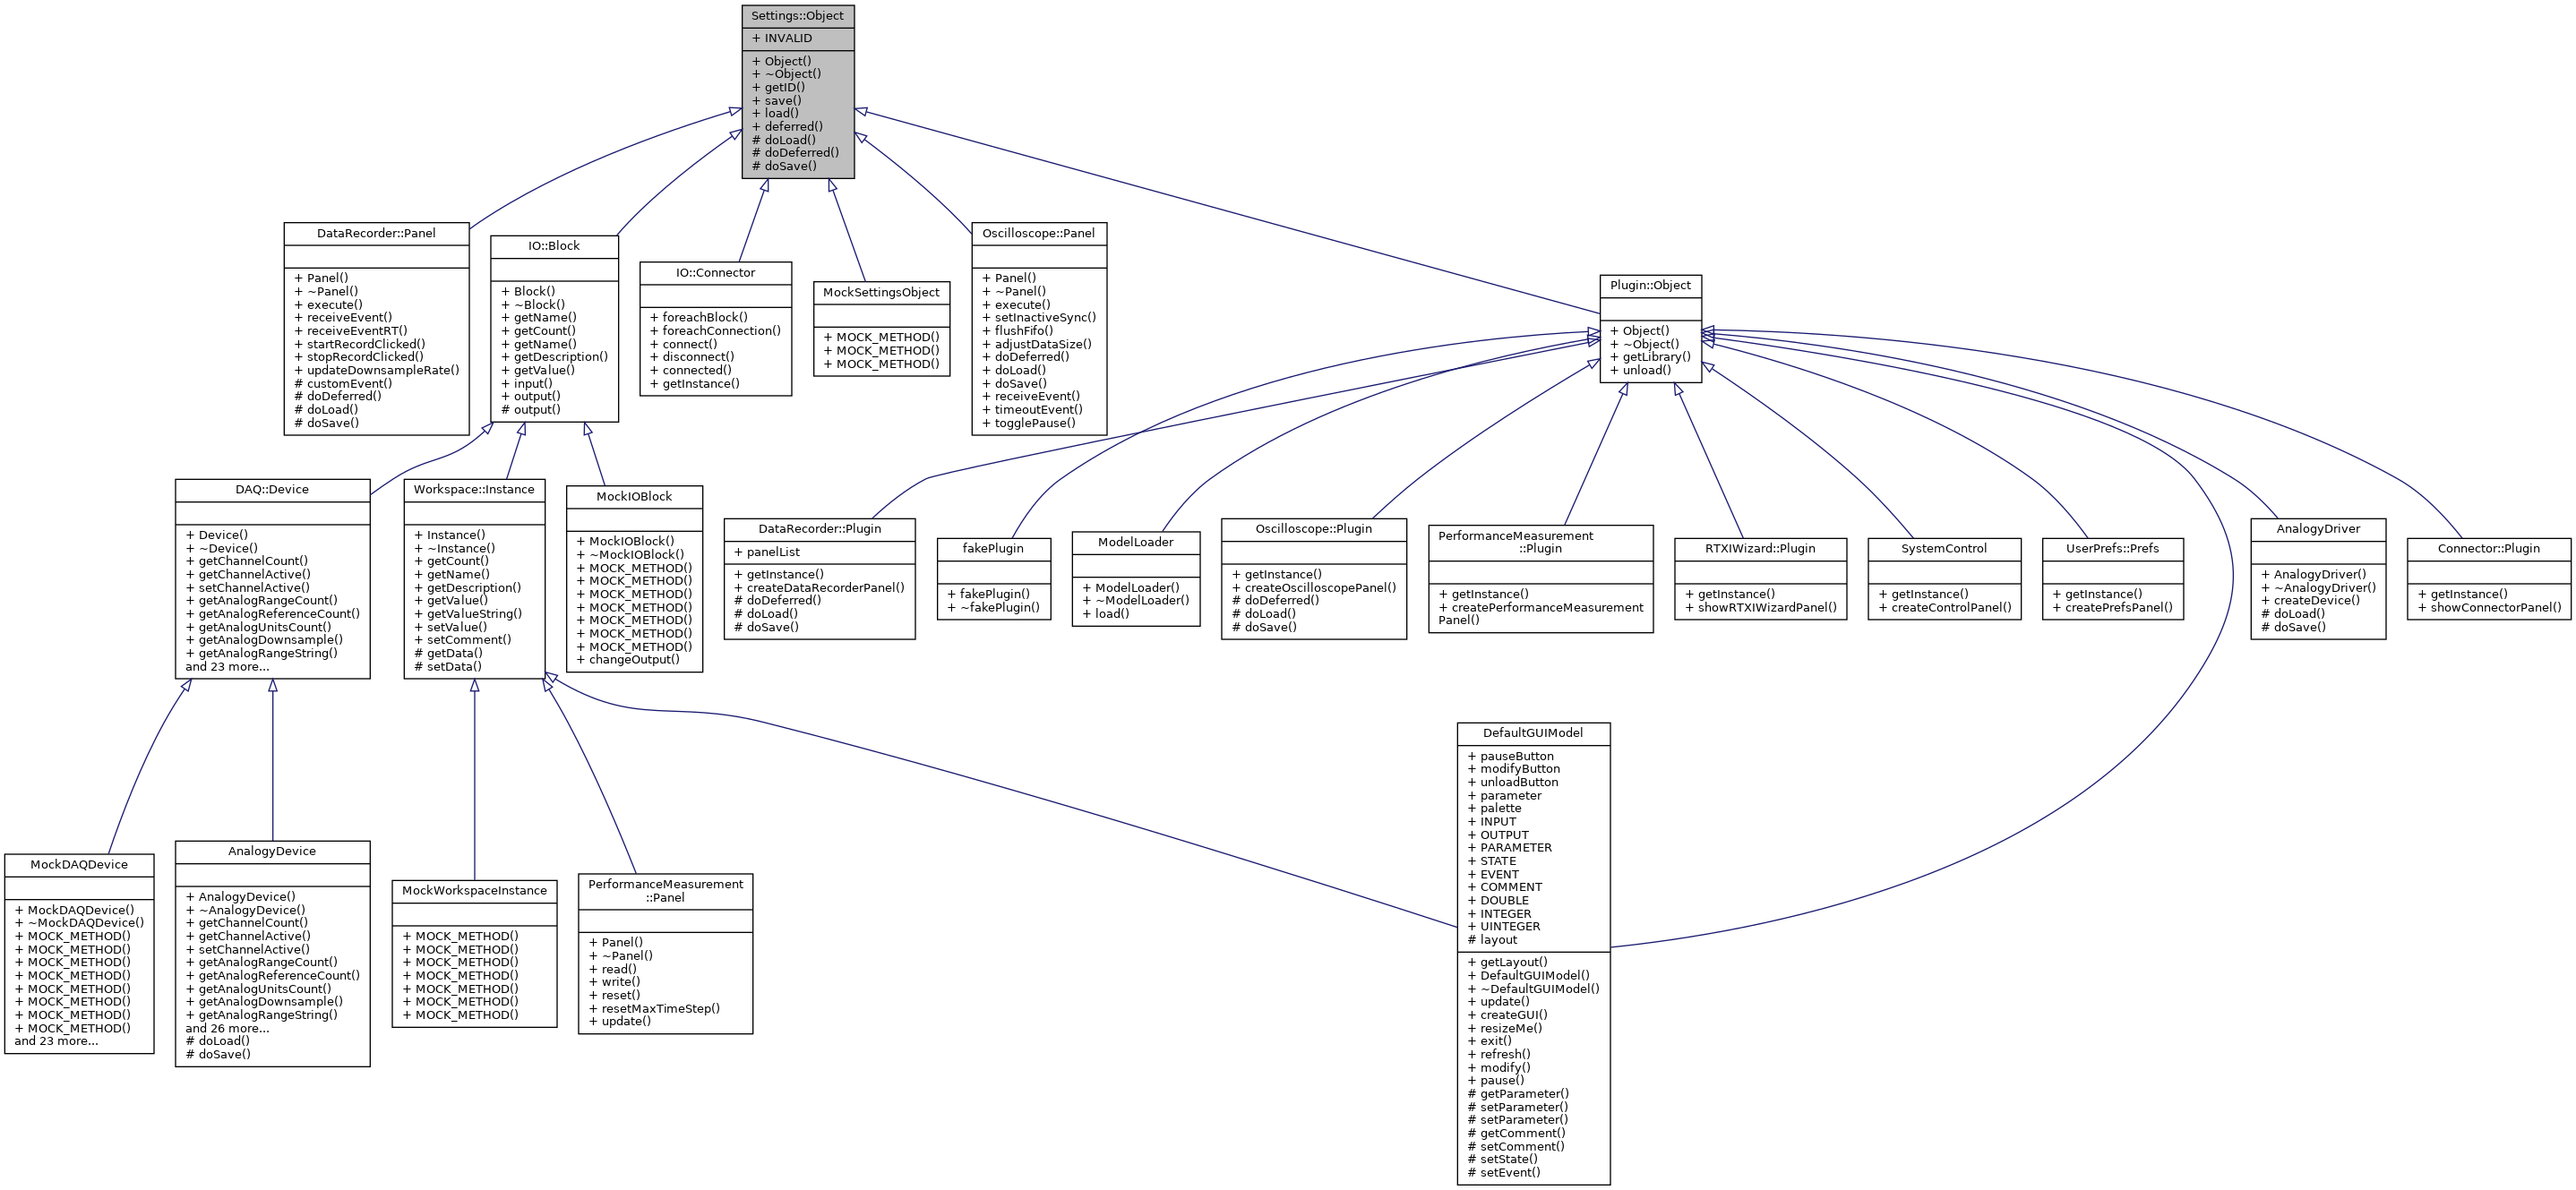 Settings::Object
+ INVALID
+ Object()
+ ~Object()
+ getID()
+ save()
+ load()
+ deferred()
# doLoad()
# doDeferred()
# doSave()
DataRecorder::Panel
+ Panel()
+ ~Panel()
+ execute()
+ receiveEvent()
+ receiveEventRT()
+ startRecordClicked()
+ stopRecordClicked()
+ updateDownsampleRate()
# customEvent()
# doDeferred()
# doLoad()
# doSave()
IO::Block
+ Block()
+ ~Block()
+ getName()
+ getCount()
+ getName()
+ getDescription()
+ getValue()
+ input()
+ output()
# output()
IO::Connector
+ foreachBlock()
+ foreachConnection()
+ connect()
+ disconnect()
+ connected()
+ getInstance()
MockSettingsObject
+ MOCK_METHOD()
+ MOCK_METHOD()
+ MOCK_METHOD()
Oscilloscope::Panel
+ Panel()
+ ~Panel()
+ execute()
+ setInactiveSync()
+ flushFifo()
+ adjustDataSize()
+ doDeferred()
+ doLoad()
+ doSave()
+ receiveEvent()
+ timeoutEvent()
+ togglePause()
Plugin::Object
+ Object()
+ ~Object()
+ getLibrary()
+ unload()
DAQ::Device
+ Device()
+ ~Device()
+ getChannelCount()
+ getChannelActive()
+ setChannelActive()
+ getAnalogRangeCount()
+ getAnalogReferenceCount()
+ getAnalogUnitsCount()
+ getAnalogDownsample()
+ getAnalogRangeString()
and 23 more...
Workspace::Instance
+ Instance()
+ ~Instance()
+ getCount()
+ getName()
+ getDescription()
+ getValue()
+ getValueString()
+ setValue()
+ setComment()
# getData()
# setData()
MockIOBlock
+ MockIOBlock()
+ ~MockIOBlock()
+ MOCK_METHOD()
+ MOCK_METHOD()
+ MOCK_METHOD()
+ MOCK_METHOD()
+ MOCK_METHOD()
+ MOCK_METHOD()
+ MOCK_METHOD()
+ changeOutput()
DataRecorder::Plugin
+ panelList
+ getInstance()
+ createDataRecorderPanel()
# doDeferred()
# doLoad()
# doSave()
fakePlugin
+ fakePlugin()
+ ~fakePlugin()
ModelLoader
+ ModelLoader()
+ ~ModelLoader()
+ load()
Oscilloscope::Plugin
+ getInstance()
+ createOscilloscopePanel()
# doDeferred()
# doLoad()
# doSave()
PerformanceMeasurement
::Plugin
+ getInstance()
+ createPerformanceMeasurement
Panel()
RTXIWizard::Plugin
+ getInstance()
+ showRTXIWizardPanel()
SystemControl
+ getInstance()
+ createControlPanel()
UserPrefs::Prefs
+ getInstance()
+ createPrefsPanel()
AnalogyDriver
+ AnalogyDriver()
+ ~AnalogyDriver()
+ createDevice()
# doLoad()
# doSave()
Connector::Plugin
+ getInstance()
+ showConnectorPanel()
MockDAQDevice
+ MockDAQDevice()
+ ~MockDAQDevice()
+ MOCK_METHOD()
+ MOCK_METHOD()
+ MOCK_METHOD()
+ MOCK_METHOD()
+ MOCK_METHOD()
+ MOCK_METHOD()
+ MOCK_METHOD()
+ MOCK_METHOD()
and 23 more...
AnalogyDevice
+ AnalogyDevice()
+ ~AnalogyDevice()
+ getChannelCount()
+ getChannelActive()
+ setChannelActive()
+ getAnalogRangeCount()
+ getAnalogReferenceCount()
+ getAnalogUnitsCount()
+ getAnalogDownsample()
+ getAnalogRangeString()
and 26 more...
# doLoad()
# doSave()
MockWorkspaceInstance
+ MOCK_METHOD()
+ MOCK_METHOD()
+ MOCK_METHOD()
+ MOCK_METHOD()
+ MOCK_METHOD()
+ MOCK_METHOD()
+ MOCK_METHOD()
PerformanceMeasurement
::Panel
+ Panel()
+ ~Panel()
+ read()
+ write()
+ reset()
+ resetMaxTimeStep()
+ update()
DefaultGUIModel
+ pauseButton
+ modifyButton
+ unloadButton
+ parameter
+ palette
+ INPUT
+ OUTPUT
+ PARAMETER
+ STATE
+ EVENT
+ COMMENT
+ DOUBLE
+ INTEGER
+ UINTEGER
# layout
+ getLayout()
+ DefaultGUIModel()
+ ~DefaultGUIModel()
+ update()
+ createGUI()
+ resizeMe()
+ exit()
+ refresh()
+ modify()
+ pause()
# getParameter()
# setParameter()
# setParameter()
# getComment()
# setComment()
# setState()
# setEvent()